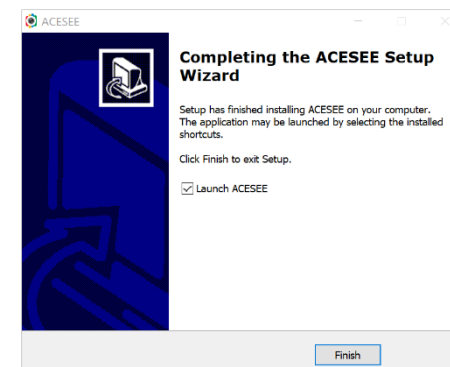 ACESEE
Completing the ACESEE Setup
Wizard
Setup has finished installing ACESEE on your computer.
The application may be launched by selecting the installed
shortcuts.
Click Finish to exit Setup.
Launch ACESEE
Finish